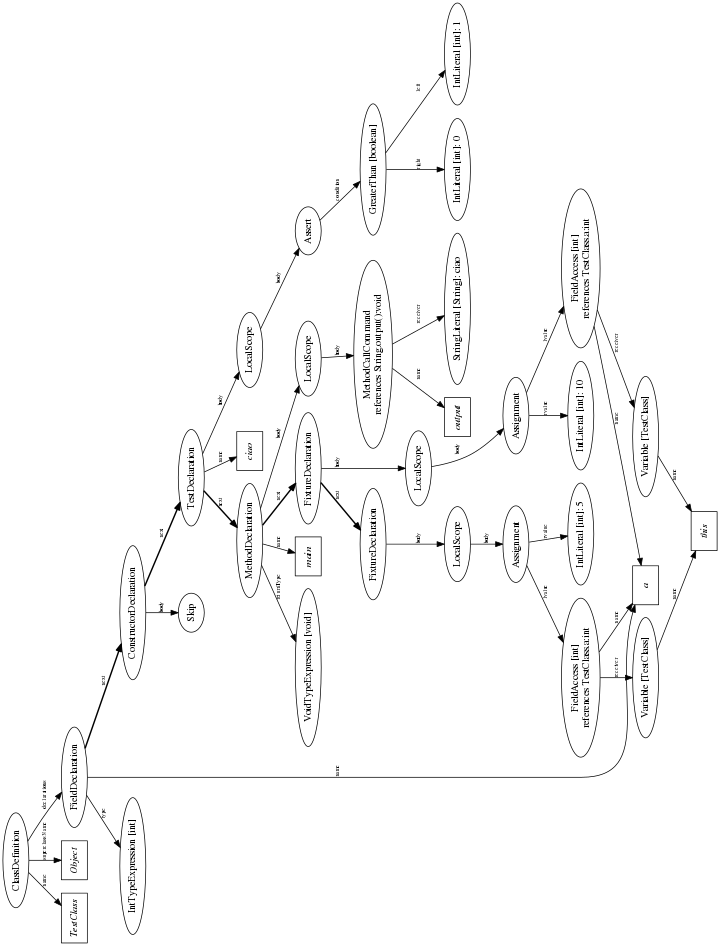 ClassDefinition
name
superclassName
declarations
TestClass
Object
FieldDeclaration
type
next
name
IntTypeExpression [int]
ConstructorDeclaration
body
next
Skip
TestDeclaration
next
name
body
MethodDeclaration
ciao
LocalScope
returnType
name
next
body
body
VoidTypeExpression [void]
main
FixtureDeclaration
LocalScope
Assert
next
body
body
condition
FixtureDeclaration
LocalScope
MethodCallCommand
references String.output():void
GreaterThan [boolean]
body
body
name
receiver
right
left
LocalScope
output
StringLiteral [String]: ciao
IntLiteral [int]: 0
IntLiteral [int]: 1
body
Assignment
Assignment
lvalue
rvalue
rvalue
lvalue
FieldAccess [int]
references TestClass.a:int
IntLiteral [int]: 5
IntLiteral [int]: 10
FieldAccess [int]
references TestClass.a:int
receiver
name
name
receiver
Variable [TestClass]
a
Variable [TestClass]
name
name
this